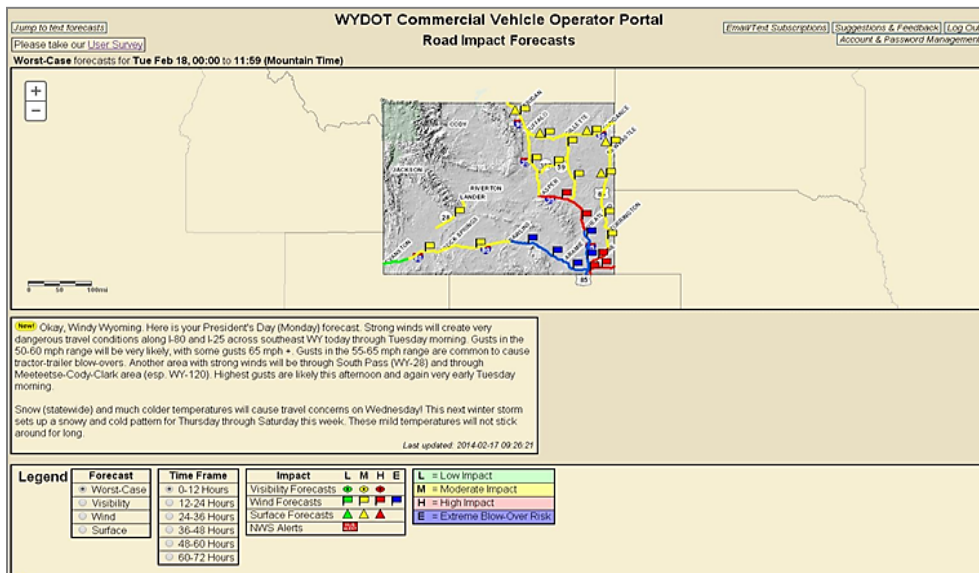 WYDOT Commercial Vehicle Operator Portal
Road Impact Forecasts
Jump to text forecasts
Email/Text Subscriptions Suggestions & Feedback Log Out
Account & Password Management
Please take our User Survey
Worst-Case forecasts for Tue Feb 18, 00:00 to 11:59 (Mountain Time)
+
−
CODY
JACKSON
RIVERTON
LANDER
28
59
85
0 50 100mi
New! Okay, Windy Wyoming. Here is your President's Day (Monday) forecast. Strong winds will create very
dangerous travel conditions along I-80 and I-25 across southeast WY today through Tuesday morning. Gusts in the
50-60 mph range will be very likely, with some gusts 65 mph +. Gusts in the 55-65 mph range are common to cause
tractor-trailer blow-overs. Another area with strong winds will be through South Pass (WY-28) and through
Meeteetse-Cody-Clark area (esp. WY-120). Highest gusts are likely this afternoon and again very early Tuesday
morning.
Snow (statewide) and much colder temperatures will cause travel concerns on Wednesday! This next winter storm
sets up a snowy and cold pattern for Thursday through Saturday this week. These mild temperatures will not stick
around for long.
Last updated: 2014-02-17 09:26:21
Legend
Forecast
Worst-Case
Visibility
Wind
Surface
Time Frame
0-12 Hours
12-24 Hours
24-36 Hours
36-48 Hours
48-60 Hours
60-72 Hours
Impact L M H E
Visibility Forecasts
Wind Forecasts
Surface Forecasts
NWS Alerts
L = Low Impact
M = Moderate Impact
H = High Impact
E = Extreme Blow-Over Risk